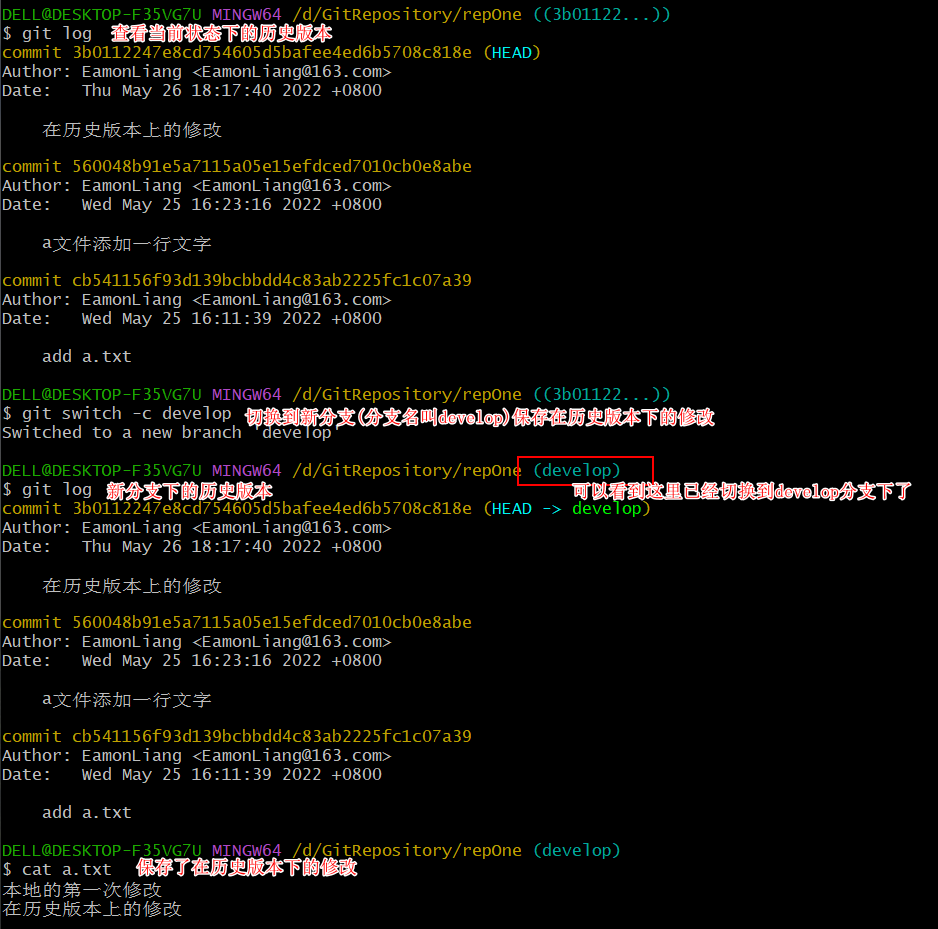 DELL@DESKTOP-F35VG7U MINGW64 /d/GitRepository/repOne ((3b01122...))
$ git log 查看当前状态下的历史版本
commit 3b0112247e8cd754605d5bafee4ed6b5708c818e (HEAD)
Author: EamonLiang <EamonLiang@163.com>
Date:   Thu May 26 18:17:40 2022 +0800
在历史版本上的修改
commit 560048b91e5a7115a05e15efdced7010cb0e8abe
Author: EamonLiang <EamonLiang@163.com>
Date:   Wed May 25 16:23:16 2022 +0800
a文件添加一行文字
commit cb541156f93d139bcbbdd4c83ab2225fc1c07a39
Author: EamonLiang <EamonLiang@163.com>
Date:   Wed May 25 16:11:39 2022 +0800
add a.txt
DELL@DESKTOP-F35VG7U MINGW64 /d/GitRepository/repOne ((3b01122...))
$ git switch -c develop 切换到新分支(分支名叫develop)保存在历史版本下的修改
Switched to a new branch 'develop'
DELL@DESKTOP-F35VG7U MINGW64 /d/GitRepository/repOne (develop)
$ git log 新分支下的历史版本 可以看到这里已经切换到develop分支下了
commit 3b0112247e8cd754605d5bafee4ed6b5708c818e (HEAD -> develop)
Author: EamonLiang <EamonLiang@163.com>
Date:   Thu May 26 18:17:40 2022 +0800
在历史版本上的修改
commit 560048b91e5a7115a05e15efdced7010cb0e8abe
Author: EamonLiang <EamonLiang@163.com>
Date:   Wed May 25 16:23:16 2022 +0800
a文件添加一行文字
commit cb541156f93d139bcbbdd4c83ab2225fc1c07a39
Author: EamonLiang <EamonLiang@163.com>
Date:   Wed May 25 16:11:39 2022 +0800
add a.txt
DELL@DESKTOP-F35VG7U MINGW64 /d/GitRepository/repOne (develop)
$ cat a.txt 保存了在历史版本下的修改
本地的第一次修改
在历史版本上的修改